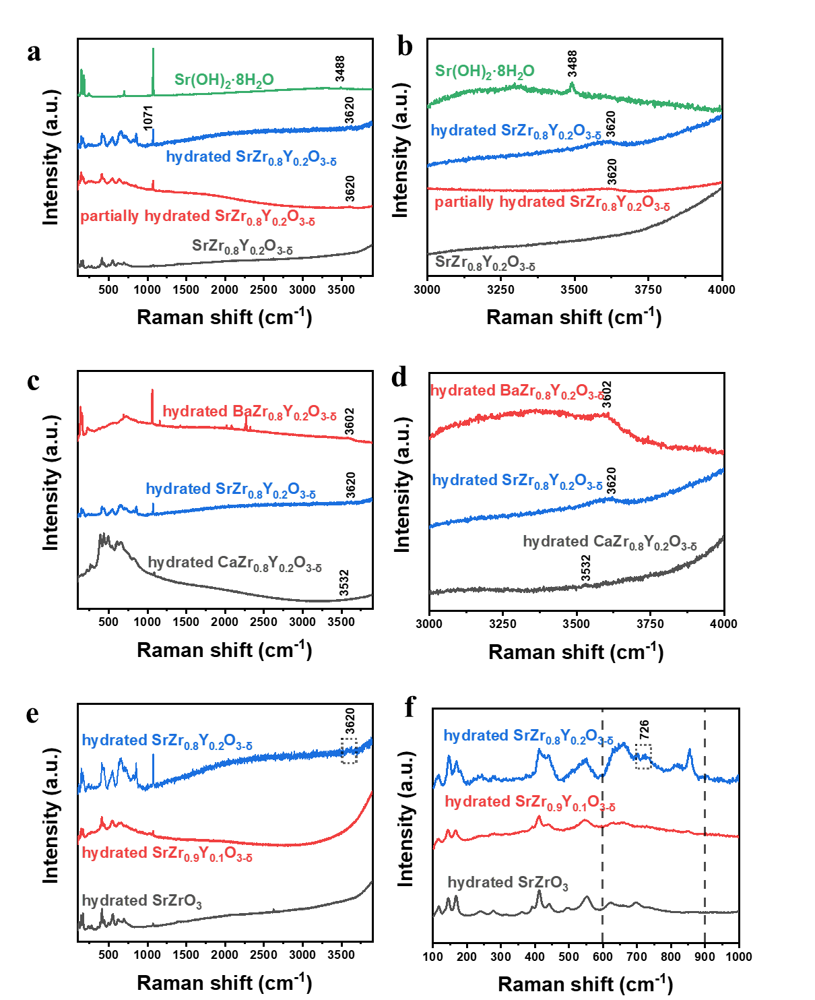 a
Intensity (a.u.)
Sr(OH)₂·8H₂O
3488
1071
3620
hydrated SrZr₀.₈Y₀.₂O₃₋δ
3620
partially hydrated SrZr₀.₈Y₀.₂O₃₋δ
SrZr₀.₈Y₀.₂O₃₋δ
500 1000 1500 2000 2500 3000 3500
Raman shift (cm⁻¹)
b
Intensity (a.u.)
Sr(OH)₂·8H₂O
3488
hydrated SrZr₀.₈Y₀.₂O₃₋δ
3620
3620
partially hydrated SrZr₀.₈Y₀.₂O₃₋δ
SrZr₀.₈Y₀.₂O₃₋δ
3000 3250 3500 3750 4000
Raman shift (cm⁻¹)
c
Intensity (a.u.)
hydrated BaZr₀.₈Y₀.₂O₃₋δ
3602
hydrated SrZr₀.₈Y₀.₂O₃₋δ
3620
hydrated CaZr₀.₈Y₀.₂O₃₋δ
3532
500 1000 1500 2000 2500 3000 3500
Raman shift (cm⁻¹)
d
Intensity (a.u.)
hydrated BaZr₀.₈Y₀.₂O₃₋δ
3602
hydrated SrZr₀.₈Y₀.₂O₃₋δ
3620
hydrated CaZr₀.₈Y₀.₂O₃₋δ
3532
3000 3250 3500 3750 4000
Raman shift (cm⁻¹)
e
Intensity (a.u.)
3620
hydrated SrZr₀.₈Y₀.₂O₃₋δ
hydrated SrZr₀.₉Y₀.₁O₃₋δ
hydrated SrZrO₃
500 1000 1500 2000 2500 3000 3500
Raman shift (cm⁻¹)
f
Intensity (a.u.)
hydrated SrZr₀.₈Y₀.₂O₃₋δ
726
hydrated SrZr₀.₉Y₀.₁O₃₋δ
hydrated SrZrO₃
100 200 300 400 500 600 700 800 900 1000
Raman shift (cm⁻¹)